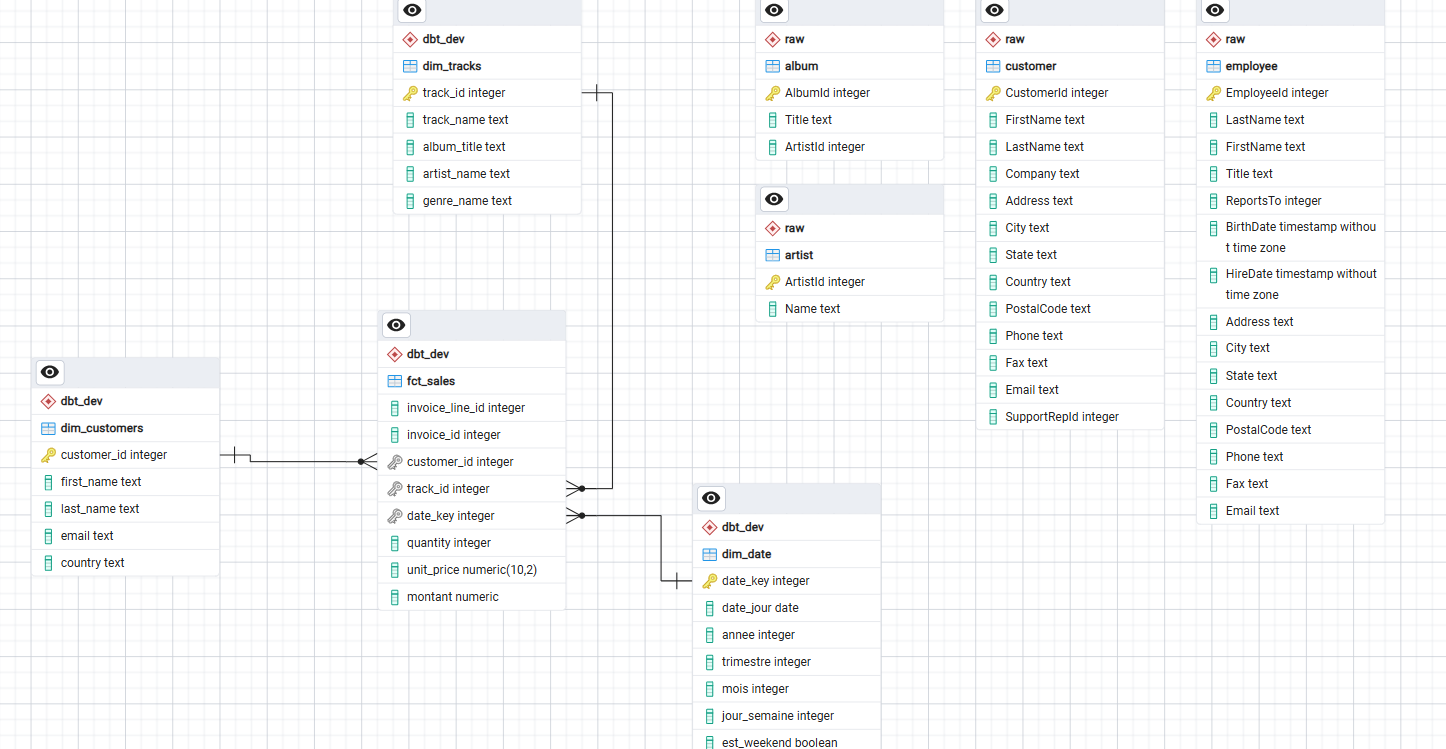 dbt_dev
dim_tracks
track_id integer
track_name text
album_title text
artist_name text
genre_name text
raw
album
AlbumId integer
Title text
ArtistId integer
raw
artist
ArtistId integer
Name text
raw
customer
CustomerId integer
FirstName text
LastName text
Company text
Address text
City text
State text
Country text
PostalCode text
Phone text
Fax text
Email text
SupportRepId integer
raw
employee
EmployeeId integer
LastName text
FirstName text
Title text
ReportsTo integer
BirthDate timestamp withou
t time zone
HireDate timestamp without
time zone
Address text
City text
State text
Country text
PostalCode text
Phone text
Fax text
Email text
dbt_dev
dim_customers
customer_id integer
first_name text
last_name text
email text
country text
dbt_dev
fct_sales
invoice_line_id integer
invoice_id integer
customer_id integer
track_id integer
date_key integer
quantity integer
unit_price numeric(10,2)
montant numeric
dbt_dev
dim_date
date_key integer
date_jour date
annee integer
trimestre integer
mois integer
jour_semaine integer
est_weekend boolean